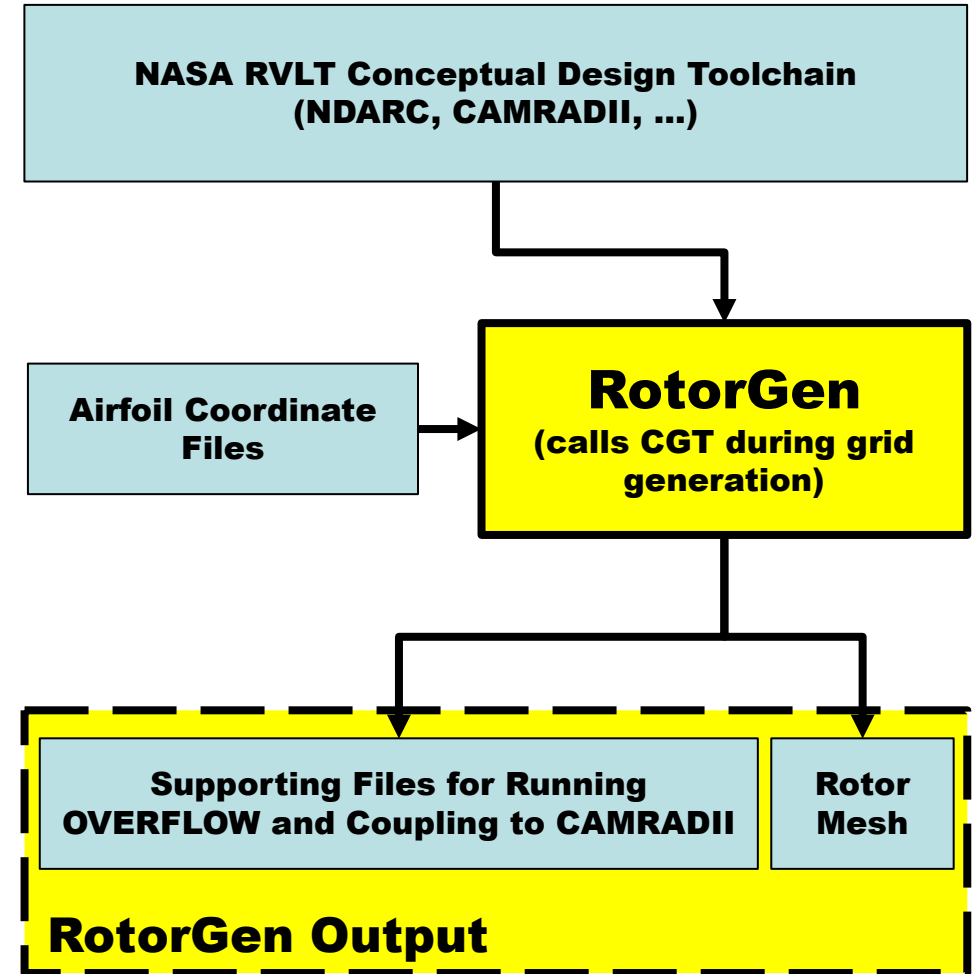 NASA RVLT Conceptual Design Toolchain
(NDARC, CAMRADII, ...)
Airfoil Coordinate
Files
RotorGen
(calls CGT during grid
generation)
Supporting Files for Running
OVERFLOW and Coupling to CAMRADII
Rotor
Mesh
RotorGen Output